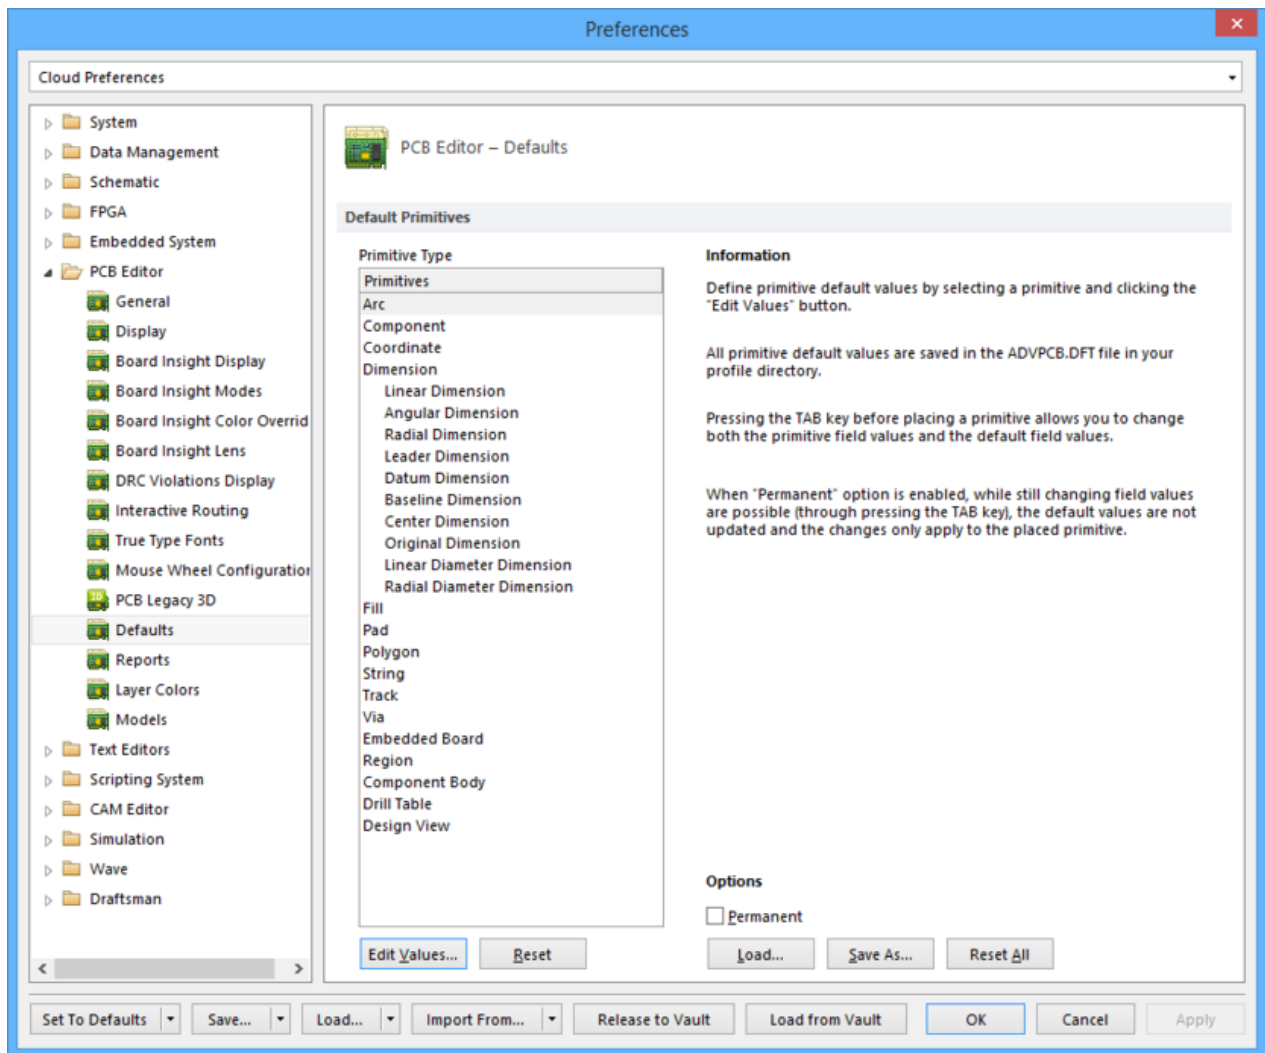 Preferences
Cloud Preferences
System
Data Management
Schematic
FPGA
Embedded System
PCB Editor
General
Display
Board Insight Display
Board Insight Modes
Board Insight Color Overrid
Board Insight Lens
DRC Violations Display
Interactive Routing
True Type Fonts
Mouse Wheel Configuration
PCB Legacy 3D
Defaults
Reports
Layer Colors
Models
Text Editors
Scripting System
CAM Editor
Simulation
Wave
Draftsman
PCB Editor – Defaults
Default Primitives
Primitive Type
Primitives
Arc
Component
Coordinate
Dimension
Linear Dimension
Angular Dimension
Radial Dimension
Leader Dimension
Datum Dimension
Baseline Dimension
Center Dimension
Original Dimension
Linear Diameter Dimension
Radial Diameter Dimension
Fill
Pad
Polygon
String
Track
Via
Embedded Board
Region
Component Body
Drill Table
Design View
Edit Values...
Reset
Information
Define primitive default values by selecting a primitive and clicking the
"Edit Values" button.
All primitive default values are saved in the ADVPCB.DFT file in your
profile directory.
Pressing the TAB key before placing a primitive allows you to change
both the primitive field values and the default field values.
When "Permanent" option is enabled, while still changing field values
are possible (through pressing the TAB key), the default values are not
updated and the changes only apply to the placed primitive.
Options
Permanent
Load...
Save As...
Reset All
Set To Defaults
Save...
Load...
Import From...
Release to Vault
Load from Vault
OK
Cancel
Apply